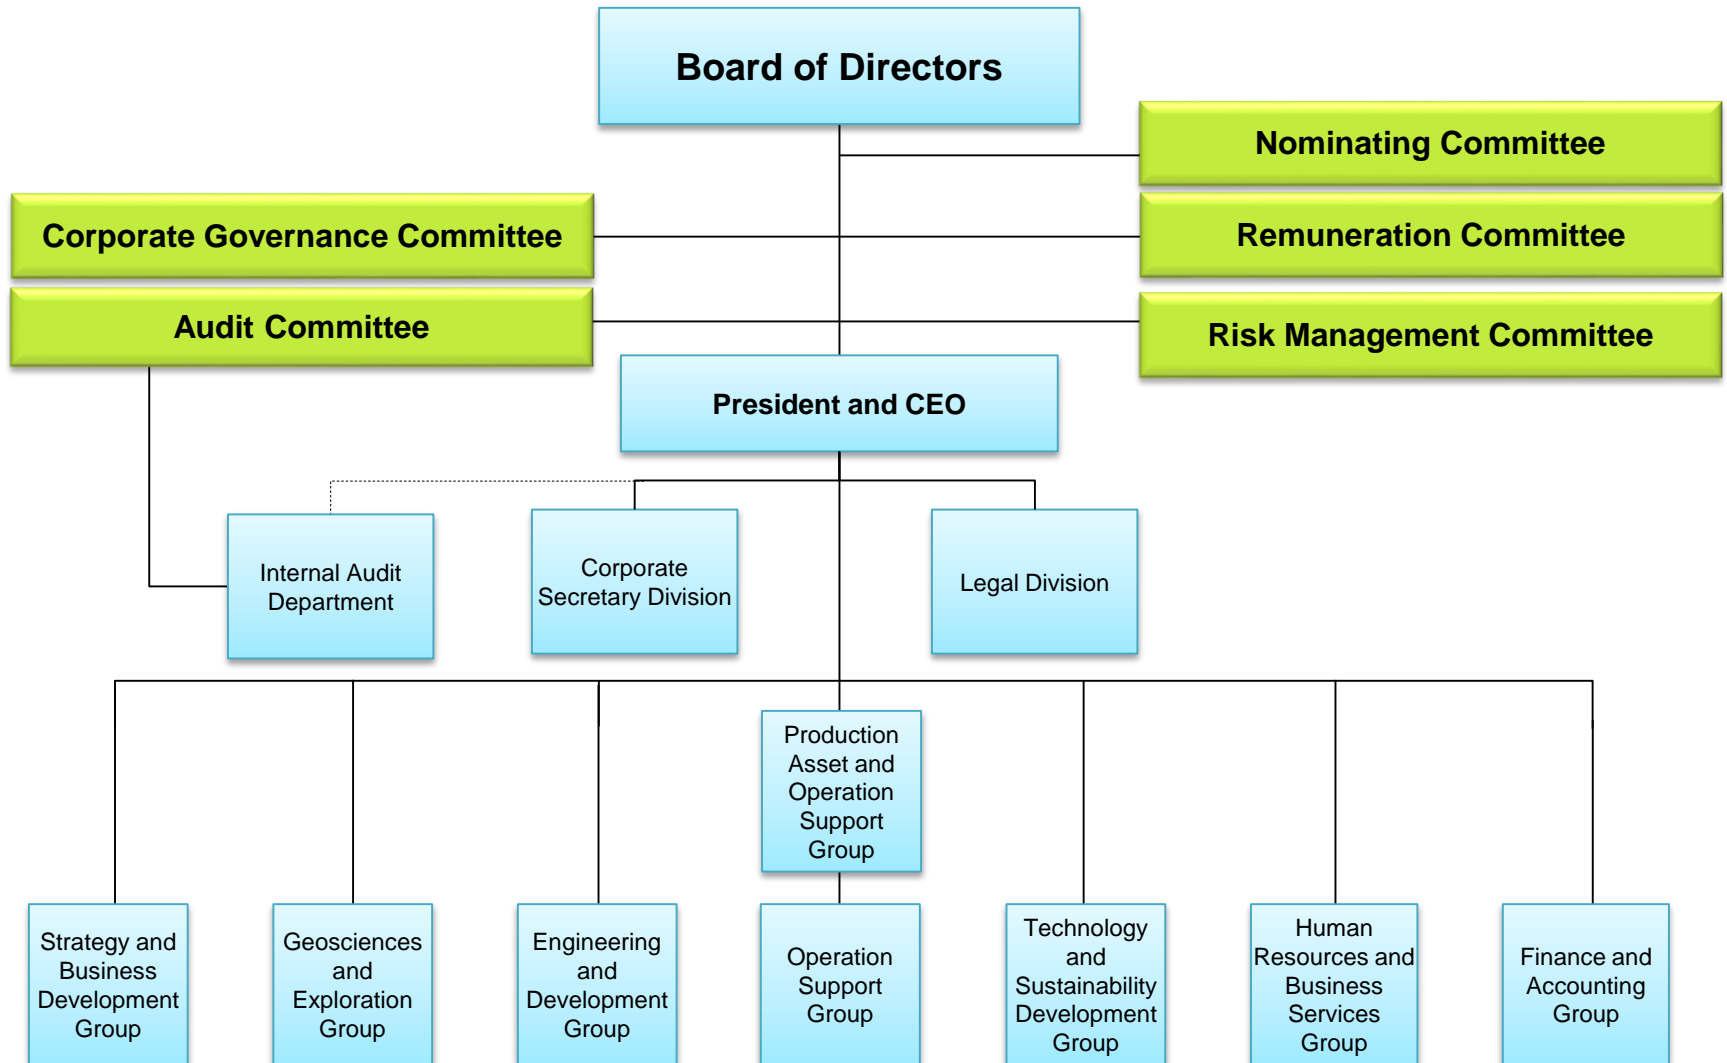 Board of Directors
Nominating Committee
Corporate Governance Committee
Remuneration Committee
Audit Committee
Risk Management Committee
President and CEO
Internal Audit
Department
Corporate
Secretary Division
Legal Division
Production
Asset and
Operation
Support
Group
Strategy and
Business
Development
Group
Geosciences
and
Exploration
Group
Engineering
and
Development
Group
Operation
Support
Group
Technology
and
Sustainability
Development
Group
Human
Resources and
Business
Services
Group
Finance and
Accounting
Group